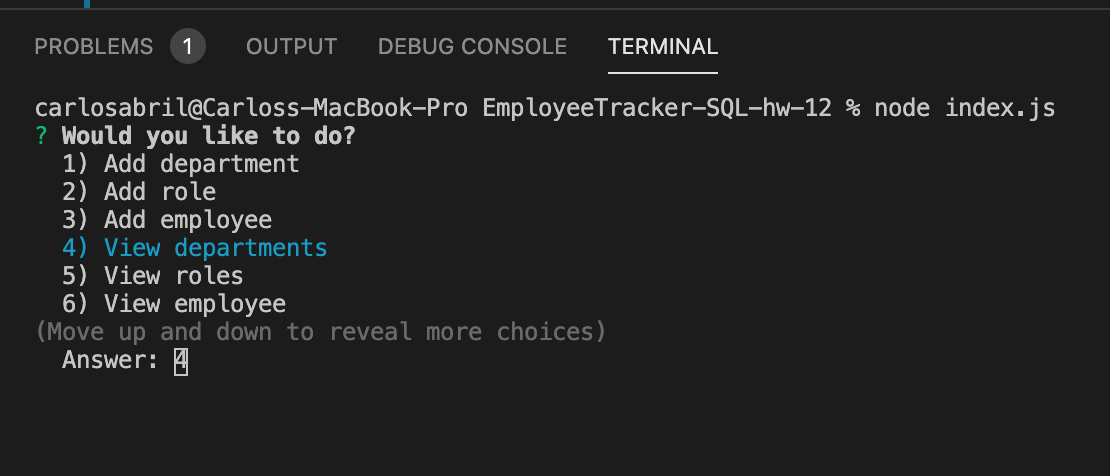 PROBLEMS 1 OUTPUT DEBUG CONSOLE TERMINAL
carlosabril@Carloss-MacBook-Pro EmployeeTracker-SQL-hw-12 % node index.js
? Would you like to do?
1) Add department
2) Add role
3) Add employee
4) View departments
5) View roles
6) View employee
(Move up and down to reveal more choices)
Answer: 4